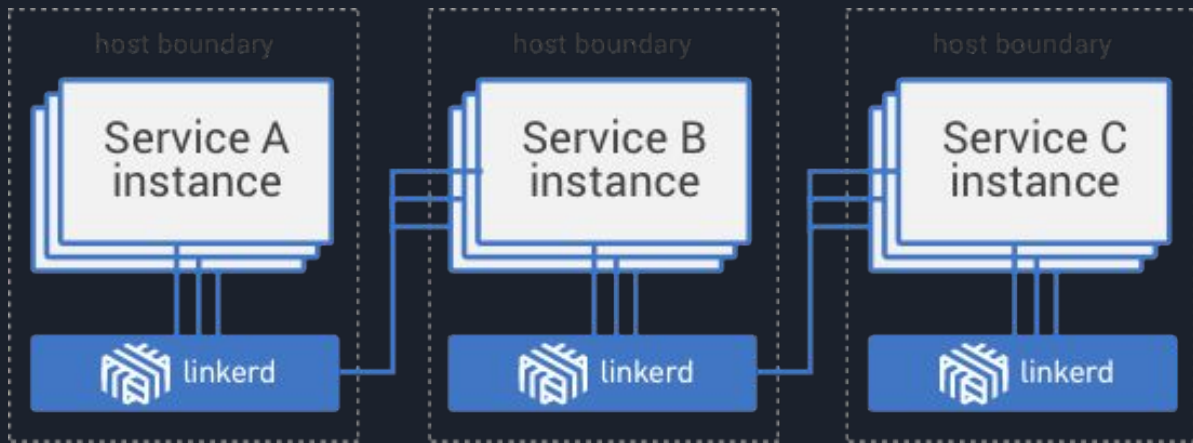 host boundary
host boundary
host boundary
Service A
instance
Service B
instance
Service C
instance
linkerd
linkerd
linkerd